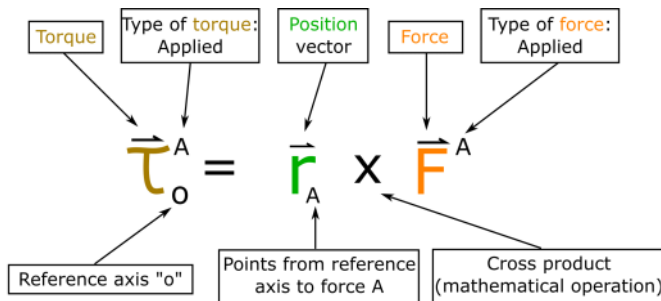 Torque
Type of torque:
Applied
Position
vector
Force
Type of force:
Applied
τ⃗ A O = r⃗ A x F⃗ A
Reference axis "o"
Points from reference
axis to force A
Cross product
(mathematical operation)